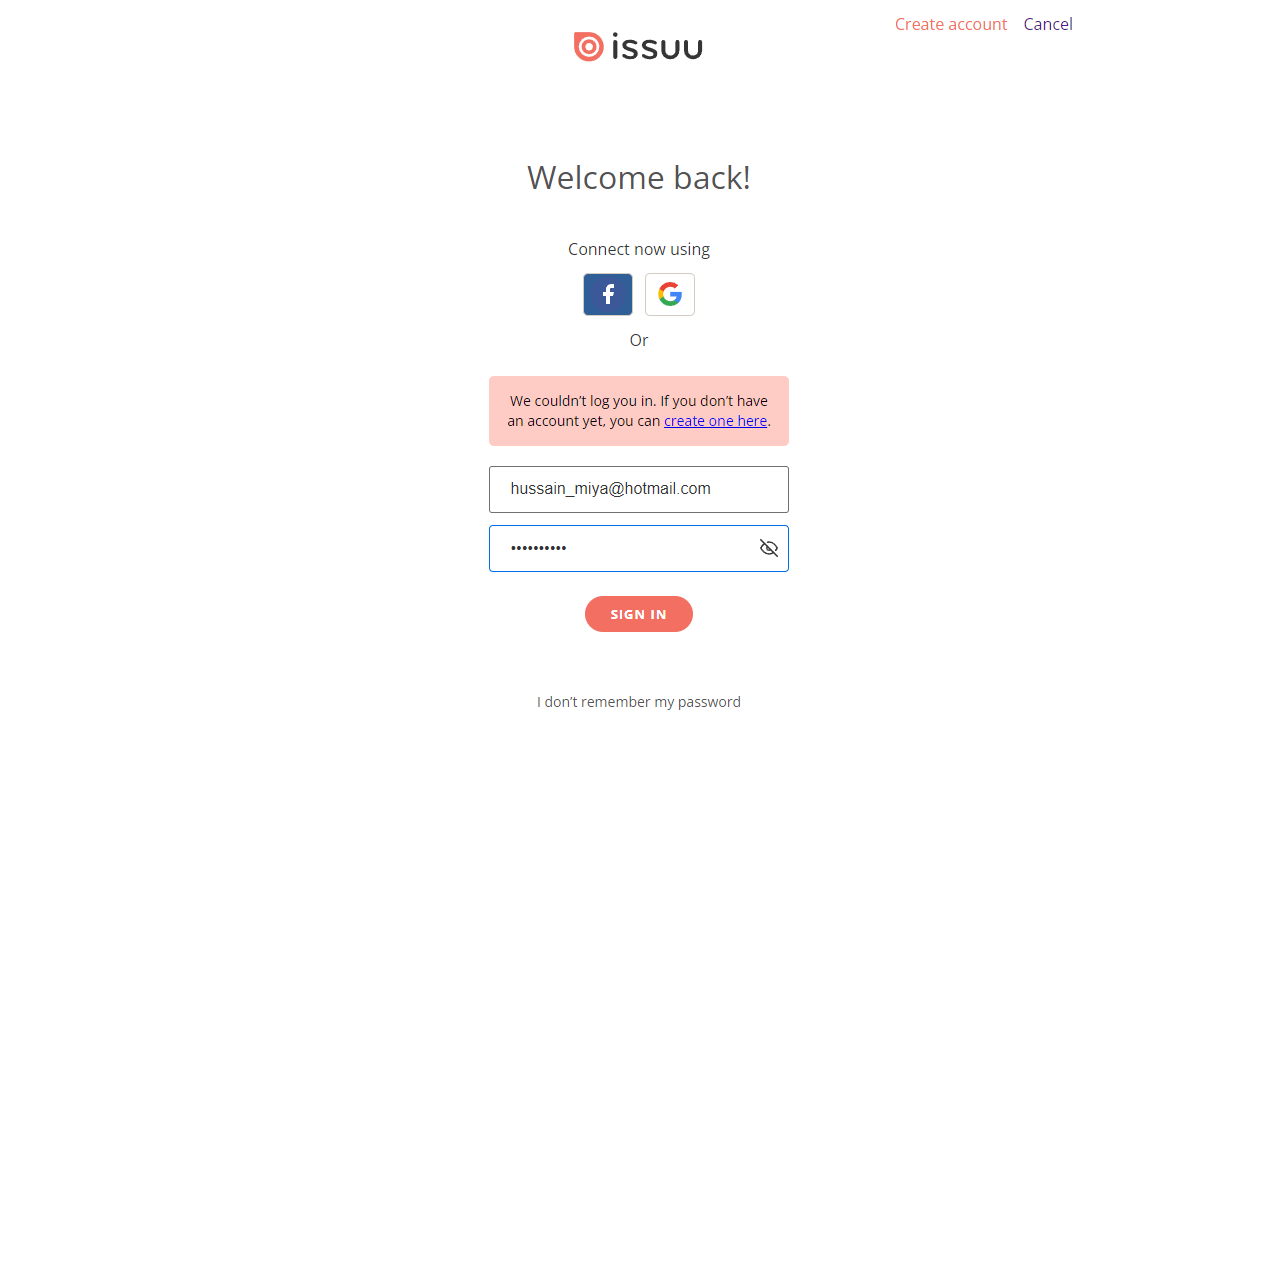 Create account Cancel
issuu
Welcome back!
Connect now using
Or
We couldn’t log you in. If you don’t have
an account yet, you can create one here.
hussain_miya@hotmail.com
••••••••••
SIGN IN
I don’t remember my password